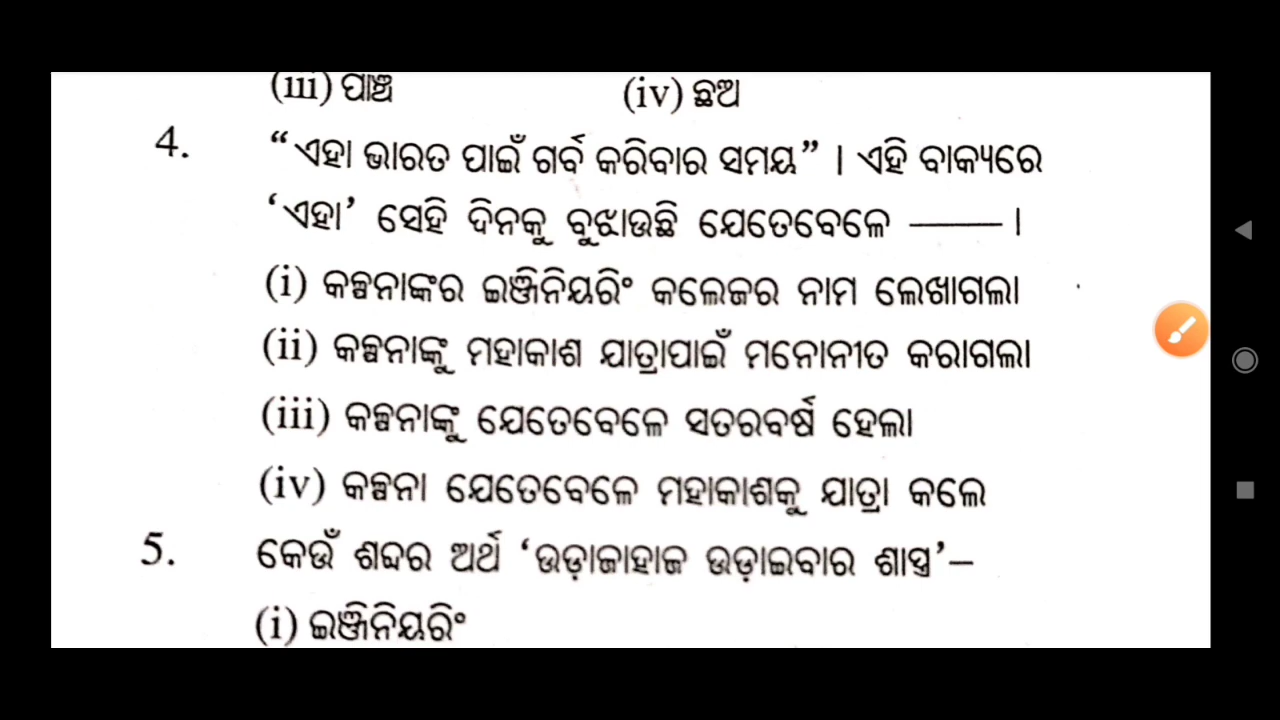 (iii) ପାଞ୍ଚ (iv) ଛଅ
4. “ଏହା ଭାରତ ପାଇଁ ଗର୍ବ କରିବାର ସମୟ” । ଏହି ବାକ୍ୟରେ
‘ଏହା’ ସେହି ଦିନକୁ ବୁଝାଉଛି ଯେତେବେଳେ ——— ।
(i) କଳ୍ପନାଙ୍କର ଇଞ୍ଜିନିୟରିଂ କଲେଜର ନାମ ଲେଖାଗଲା
(ii) କଳ୍ପନାଙ୍କୁ ମହାକାଶ ଯାତ୍ରାପାଇଁ ମନୋନୀତ କରାଗଲା
(iii) କଳ୍ପନାଙ୍କୁ ଯେତେବେଳେ ସତରବର୍ଷ ହେଲା
(iv) କଳ୍ପନା ଯେତେବେଳେ ମହାକାଶକୁ ଯାତ୍ରା କଲେ
5. କେଉଁ ଶବ୍ଦର ଅର୍ଥ ‘ଉଡ଼ାଜାହାଜ ଉଡ଼ାଇବାର ଶାସ୍ତ୍ର’–
(i) ଇଞ୍ଜିନିୟରିଂ